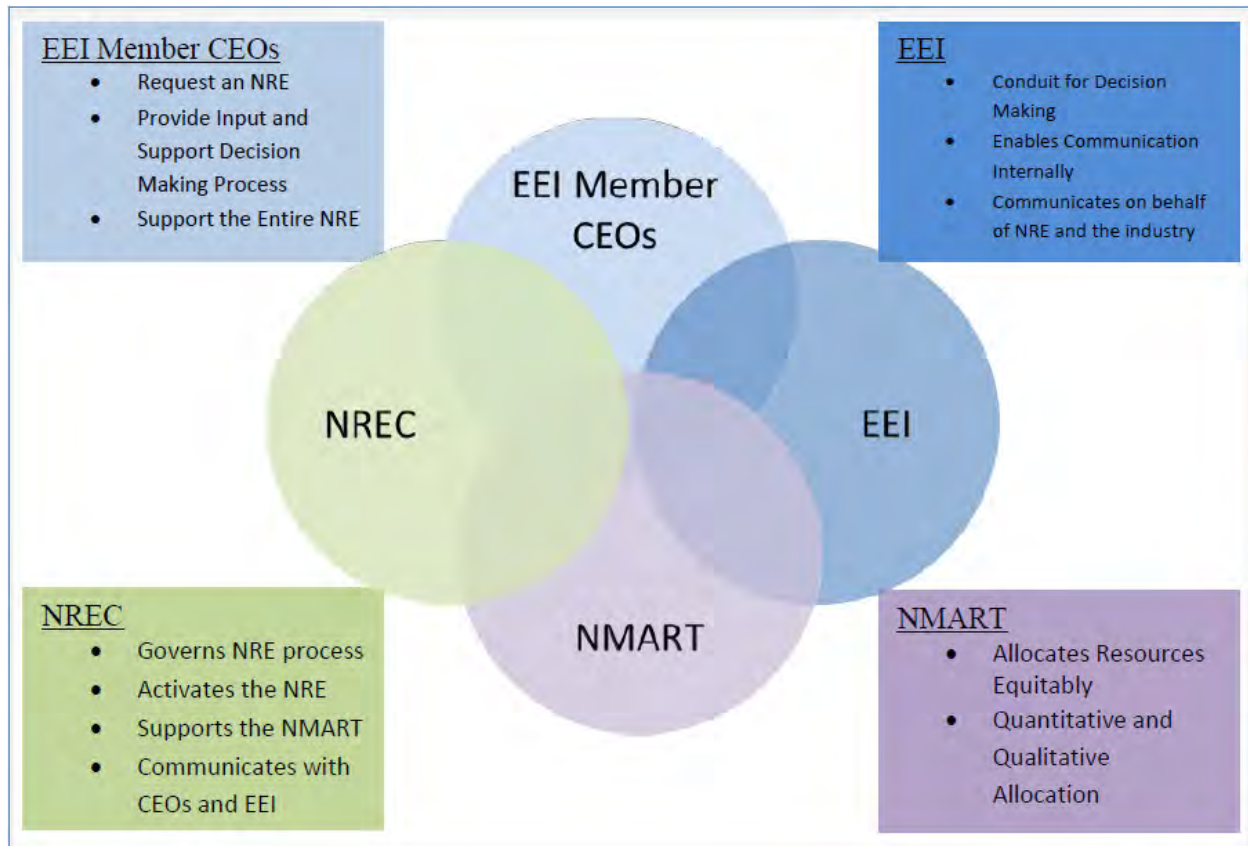 EEI Member CEOs
• Request an NRE
• Provide Input and
Support Decision
Making Process
• Support the Entire NRE
EEI
• Conduit for Decision
Making
• Enables Communication
Internally
• Communicates on behalf
of NRE and the industry
EEI Member
CEOs
NREC
EEI
NMART
NREC
• Governs NRE process
• Activates the NRE
• Supports the NMART
• Communicates with
CEOs and EEI
NMART
• Allocates Resources
Equitably
• Quantitative and
Qualitative
Allocation